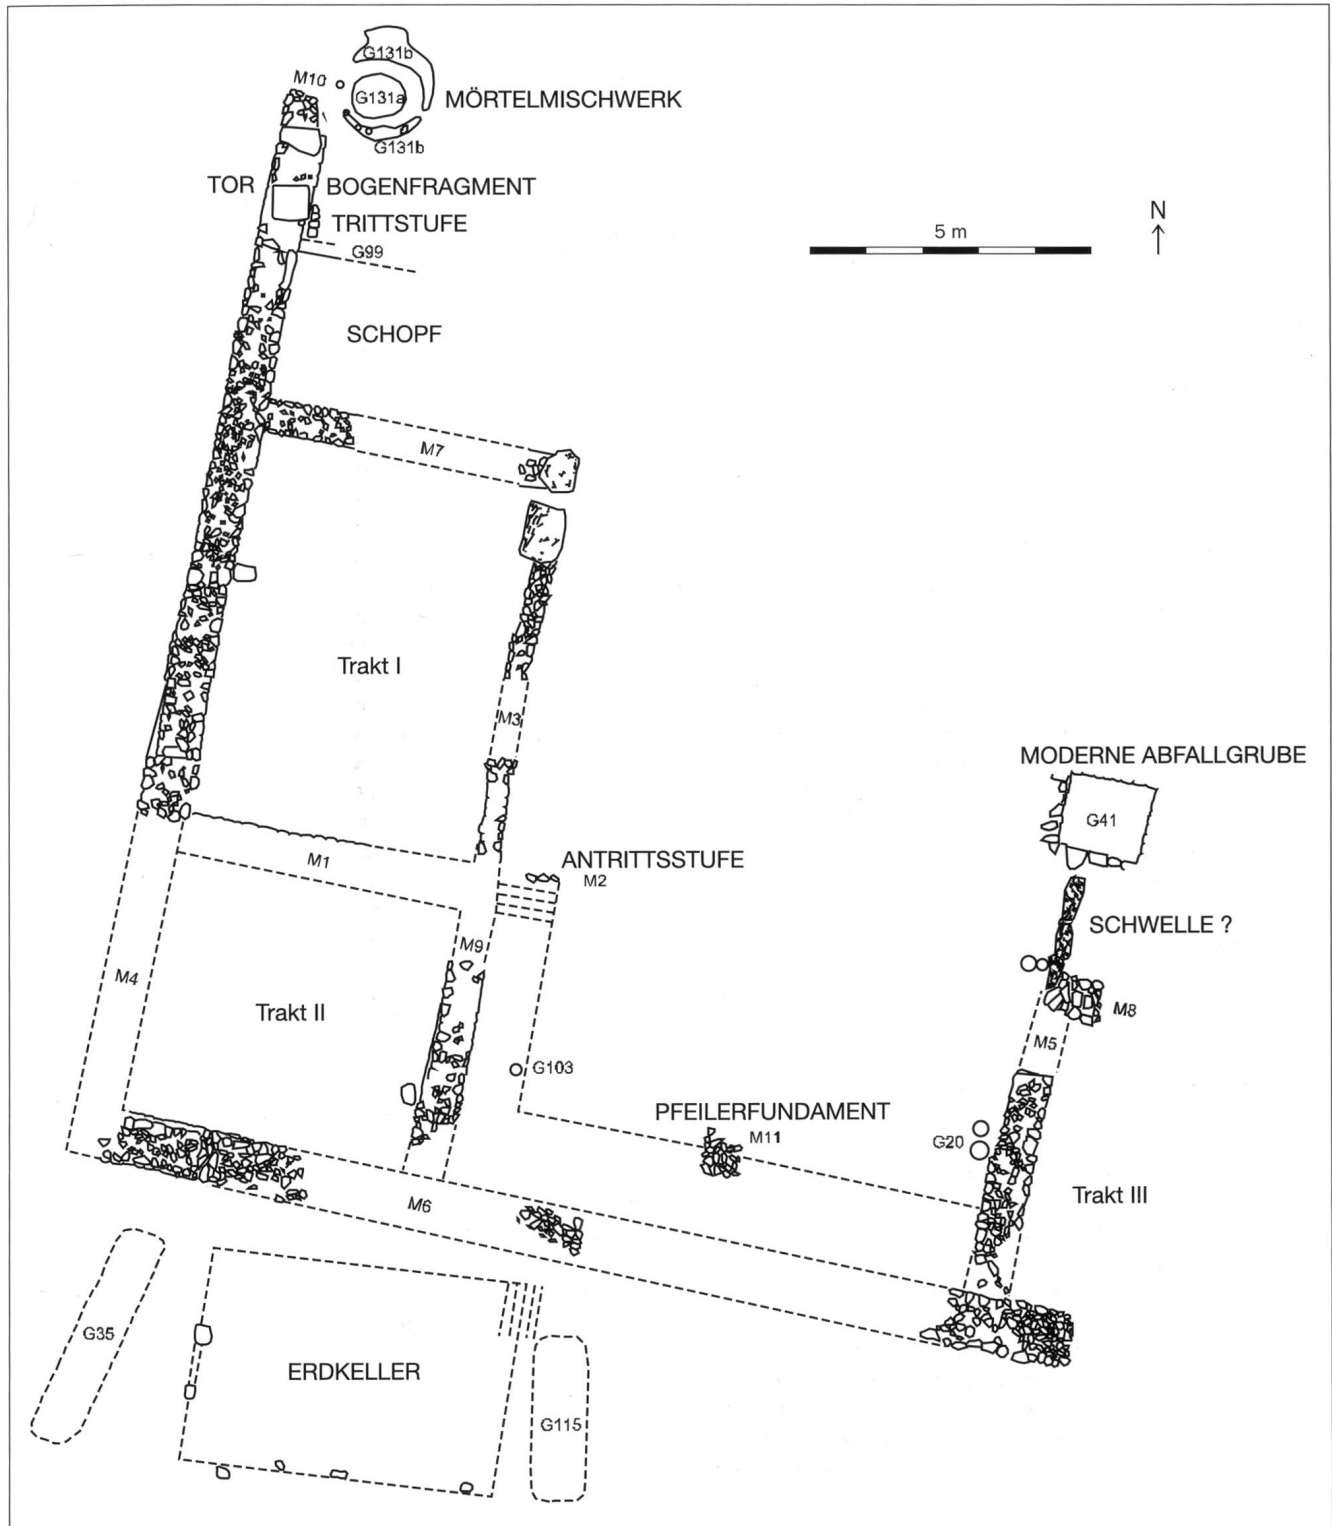 G131b
M10
G131a
MÖRTELMISCHWERK
G131b
TOR
BOGENFRAGMENT
TRITTSTUFE
G99
5 m
N
SCHOPF
M7
Trakt I
M3
MODERNE ABFALLGRUBE
G41
M1
ANTRITTSSTUFE
M2
SCHWELLE ?
M9
M4
Trakt II
M8
M5
G103
PFEILERFUNDAMENT
M11
G20
Trakt III
M6
G35
ERDKELLER
G115